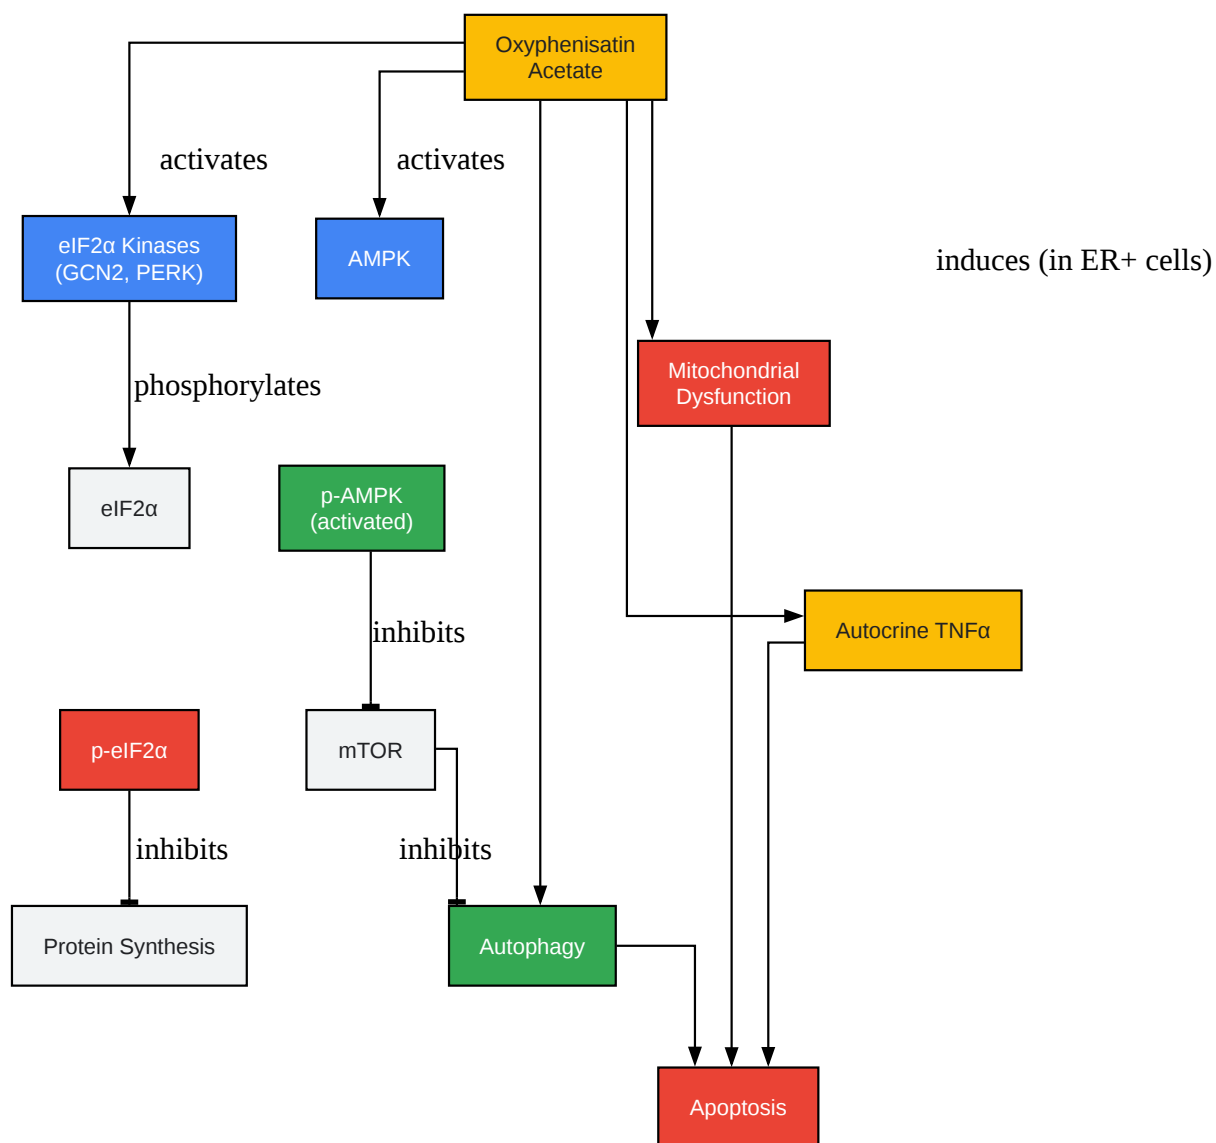 Oxyphenisatin
Acetate
activates
activates
eIF2α Kinases
(GCN2, PERK)
AMPK
induces (in ER+ cells)
phosphorylates
Mitochondrial
Dysfunction
eIF2α
p-AMPK
(activated)
inhibits
Autocrine TNFα
p-eIF2α
mTOR
inhibits
inhibits
Protein Synthesis
Autophagy
Apoptosis